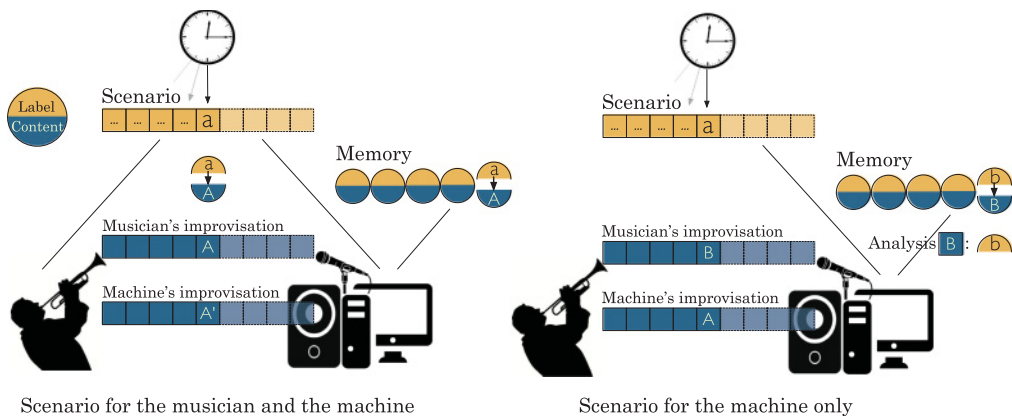 Scenario
Label
Content
... ... ... ... a
a
A
Memory
a
A
Musician's improvisation
A
Machine's improvisation
A'
Scenario for the musician and the machine
Scenario
... ... ... ... a
Memory
b
B
Musician's improvisation
B
Analysis B : b
Machine's improvisation
A
Scenario for the machine only